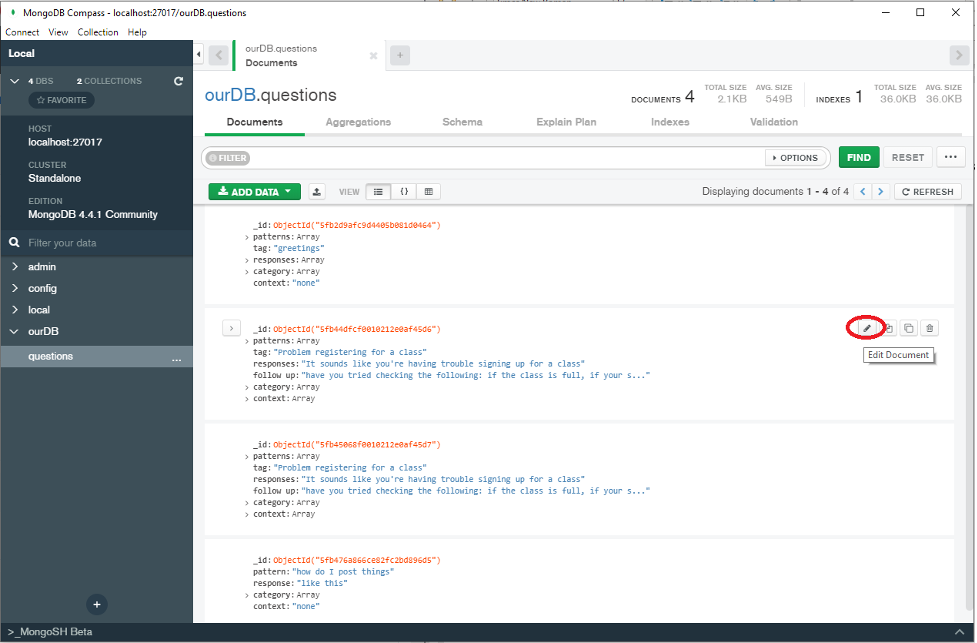 MongoDB Compass - localhost:27017/ourDB.questions
Connect View Collection Help
Local
4 DBS 2 COLLECTIONS
FAVORITE
HOST
localhost:27017
CLUSTER
Standalone
EDITION
MongoDB 4.4.1 Community
Filter your data
admin
config
local
ourDB
questions ...
ourDB.questions
Documents
ourDB.questions
DOCUMENTS 4 TOTAL SIZE 2.1KB AVG. SIZE 549B INDEXES 1 TOTAL SIZE 36.0KB AVG. SIZE 36.0KB
Documents Aggregations Schema Explain Plan Indexes Validation
FILTER OPTIONS FIND RESET ...
ADD DATA VIEW {} Displaying documents 1 - 4 of 4 < > REFRESH
_id: ObjectId("5fb2d9afc9d4405b081d0464")
> patterns: Array
tag: "greetings"
> responses: Array
> category: Array
context: "none"
_id: ObjectId("5fb44dfcf0010212e0af45d6")
> patterns: Array
tag: "Problem registering for a class"
responses: "It sounds like you're having trouble signing up for a class"
follow up: "have you tried checking the following: if the class is full, if your s..."
> category: Array
> context: Array
Edit Document
_id: ObjectId("5fb45068f0010212e0af45d7")
> patterns: Array
tag: "Problem registering for a class"
responses: "It sounds like you're having trouble signing up for a class"
follow up: "have you tried checking the following: if the class is full, if your s..."
> category: Array
> context: Array
_id: ObjectId("5fb476a866ce82fc2bd896d5")
pattern: "how do I post things"
response: "like this"
> category: Array
context: "none"
>_MongoSH Beta